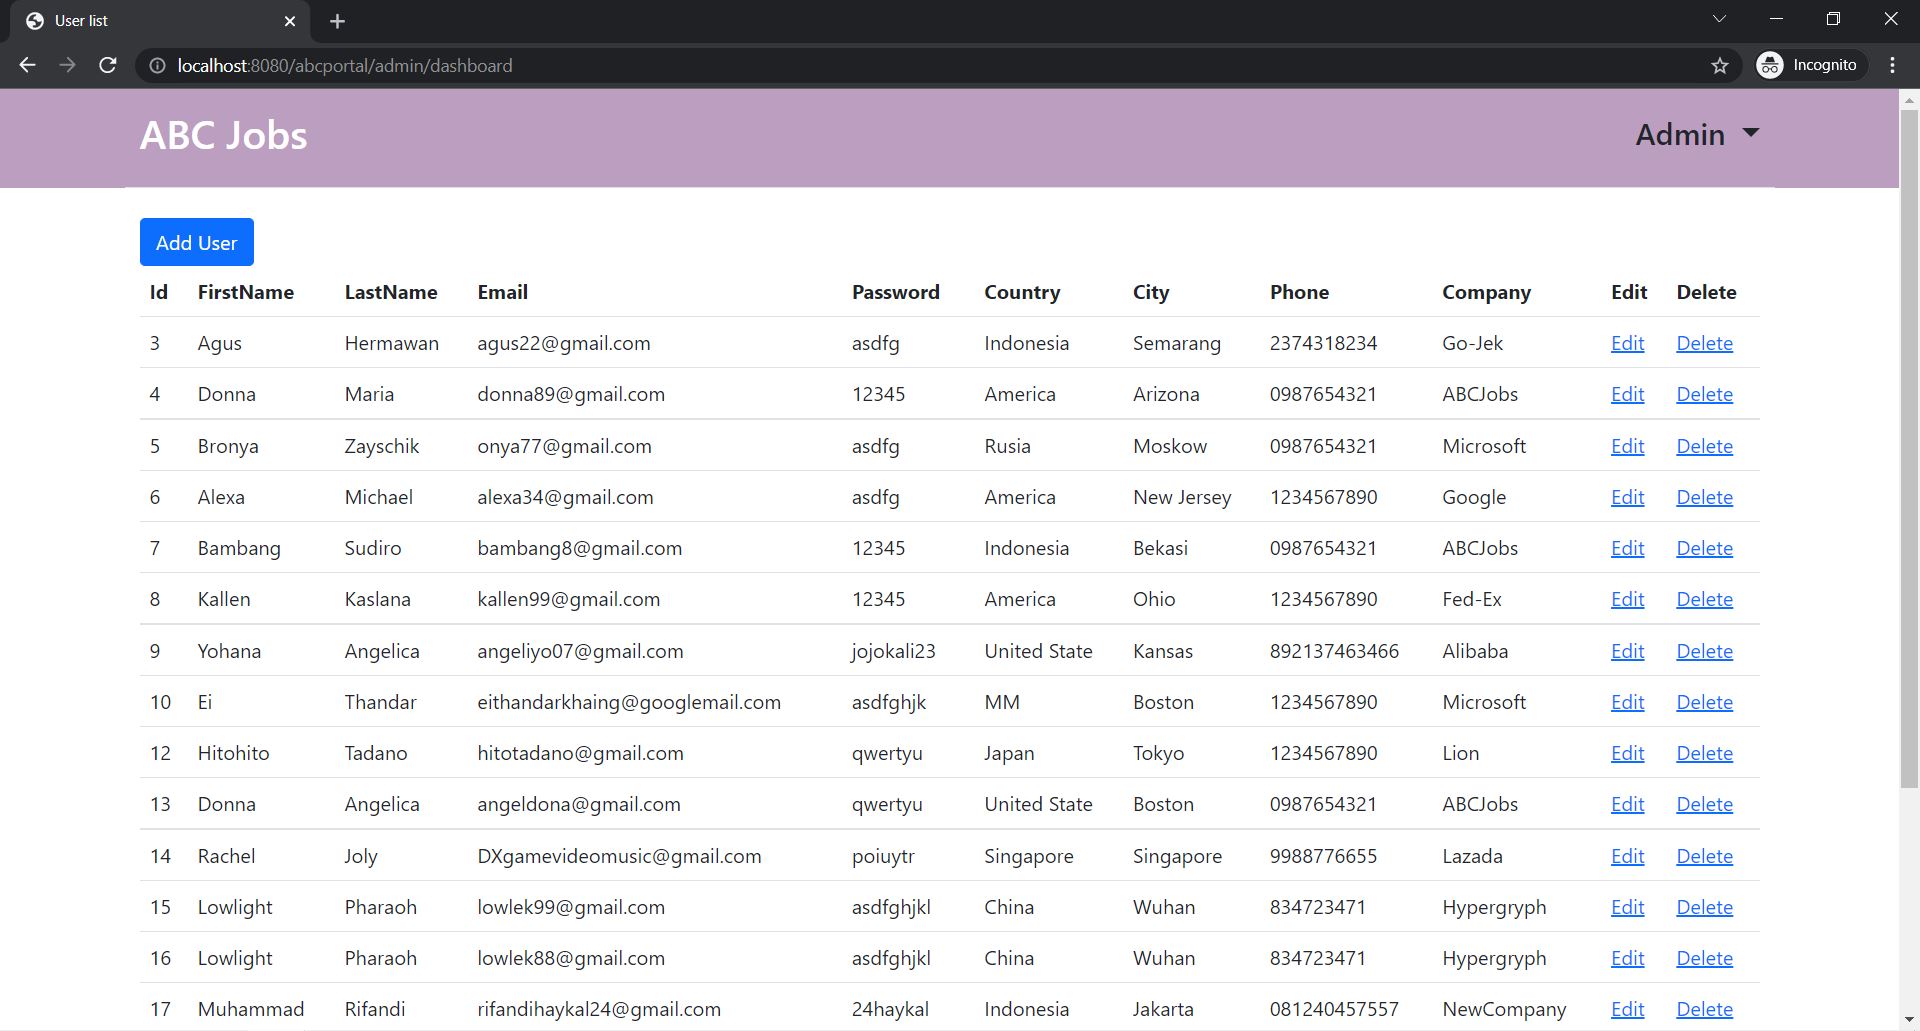 User list
localhost:8080/abcportal/admin/dashboard
Incognito
ABC Jobs
Admin
Add User
Id FirstName LastName Email Password Country City Phone Company Edit Delete
3 Agus Hermawan agus22@gmail.com asdfg Indonesia Semarang 2374318234 Go-Jek Edit Delete
4 Donna Maria donna89@gmail.com 12345 America Arizona 0987654321 ABCJobs Edit Delete
5 Bronya Zayschik onya77@gmail.com asdfg Rusia Moskow 0987654321 Microsoft Edit Delete
6 Alexa Michael alexa34@gmail.com asdfg America New Jersey 1234567890 Google Edit Delete
7 Bambang Sudiro bambang8@gmail.com 12345 Indonesia Bekasi 0987654321 ABCJobs Edit Delete
8 Kallen Kaslana kallen99@gmail.com 12345 America Ohio 1234567890 Fed-Ex Edit Delete
9 Yohana Angelica angeliyo07@gmail.com jojokali23 United State Kansas 892137463466 Alibaba Edit Delete
10 Ei Thandar eithandarkhaing@googlemail.com asdfghjk MM Boston 1234567890 Microsoft Edit Delete
12 Hitohito Tadano hitotadano@gmail.com qwertyu Japan Tokyo 1234567890 Lion Edit Delete
13 Donna Angelica angeldona@gmail.com qwertyu United State Boston 0987654321 ABCJobs Edit Delete
14 Rachel Joly DXgamevideomusic@gmail.com poiuytr Singapore Singapore 9988776655 Lazada Edit Delete
15 Lowlight Pharaoh lowlek99@gmail.com asdfghjkl China Wuhan 834723471 Hypergryph Edit Delete
16 Lowlight Pharaoh lowlek88@gmail.com asdfghjkl China Wuhan 834723471 Hypergryph Edit Delete
17 Muhammad Rifandi rifandihaykal24@gmail.com 24haykal Indonesia Jakarta 081240457557 NewCompany Edit Delete